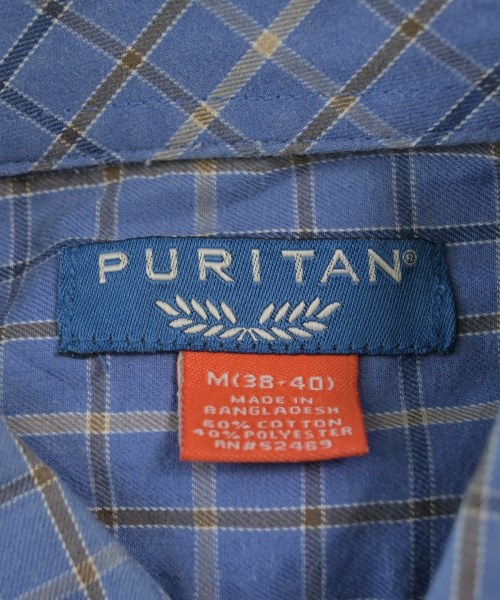 PURITAN®
M(38-40)
MADE IN
BANGLADESH
60% COTTON
40% POLYESTER
RN#52469